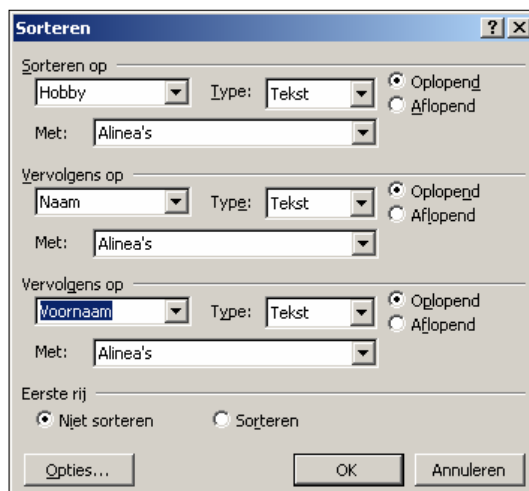 Sorteren
Sorteren op
Hobby Type: Tekst Oplopend
Aflopend
Met: Alinea's
Vervolgens op
Naam Type: Tekst Oplopend
Aflopend
Met: Alinea's
Vervolgens op
Voornaam Type: Tekst Oplopend
Aflopend
Met: Alinea's
Eerste rij
Niet sorteren Sorteren
Opties... OK Annuleren